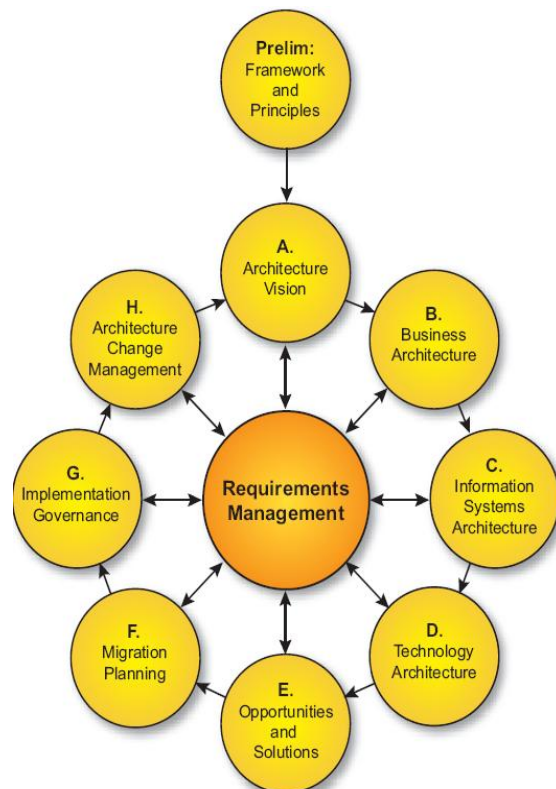 Prelim:
Framework
and
Principles
A.
Architecture
Vision
B.
Business
Architecture
C.
Information
Systems
Architecture
D.
Technology
Architecture
E.
Opportunities
and
Solutions
F.
Migration
Planning
G.
Implementation
Governance
H.
Architecture
Change
Management
Requirements
Management